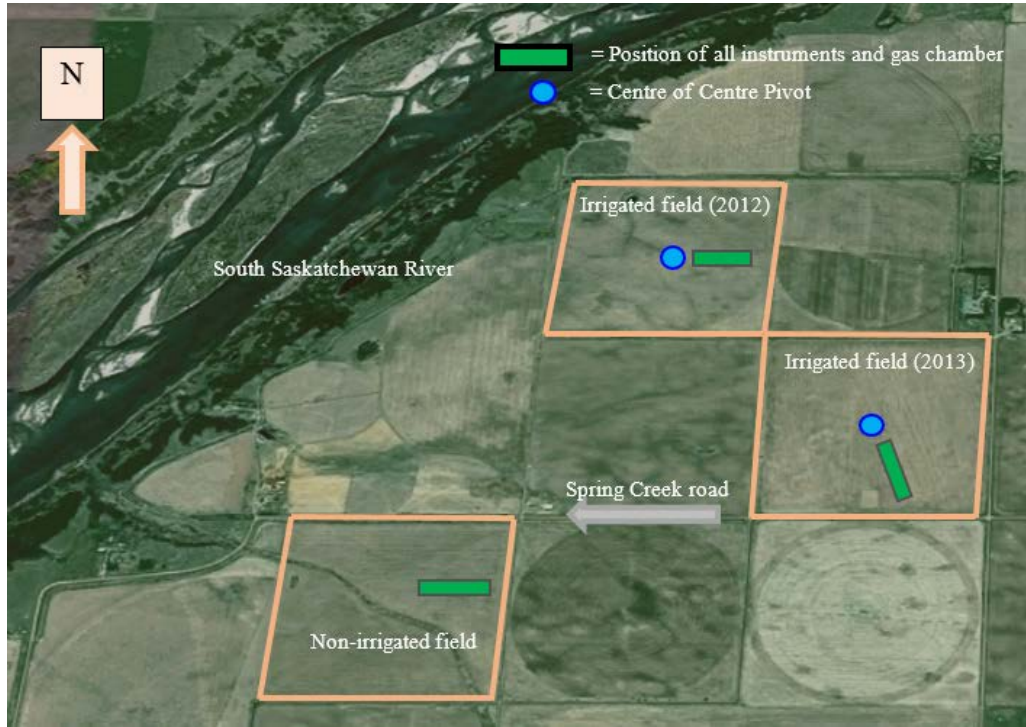 N
= Position of all instruments and gas chamber
= Centre of Centre Pivot
Irrigated field (2012)
South Saskatchewan River
Irrigated field (2013)
Spring Creek road
Non-irrigated field